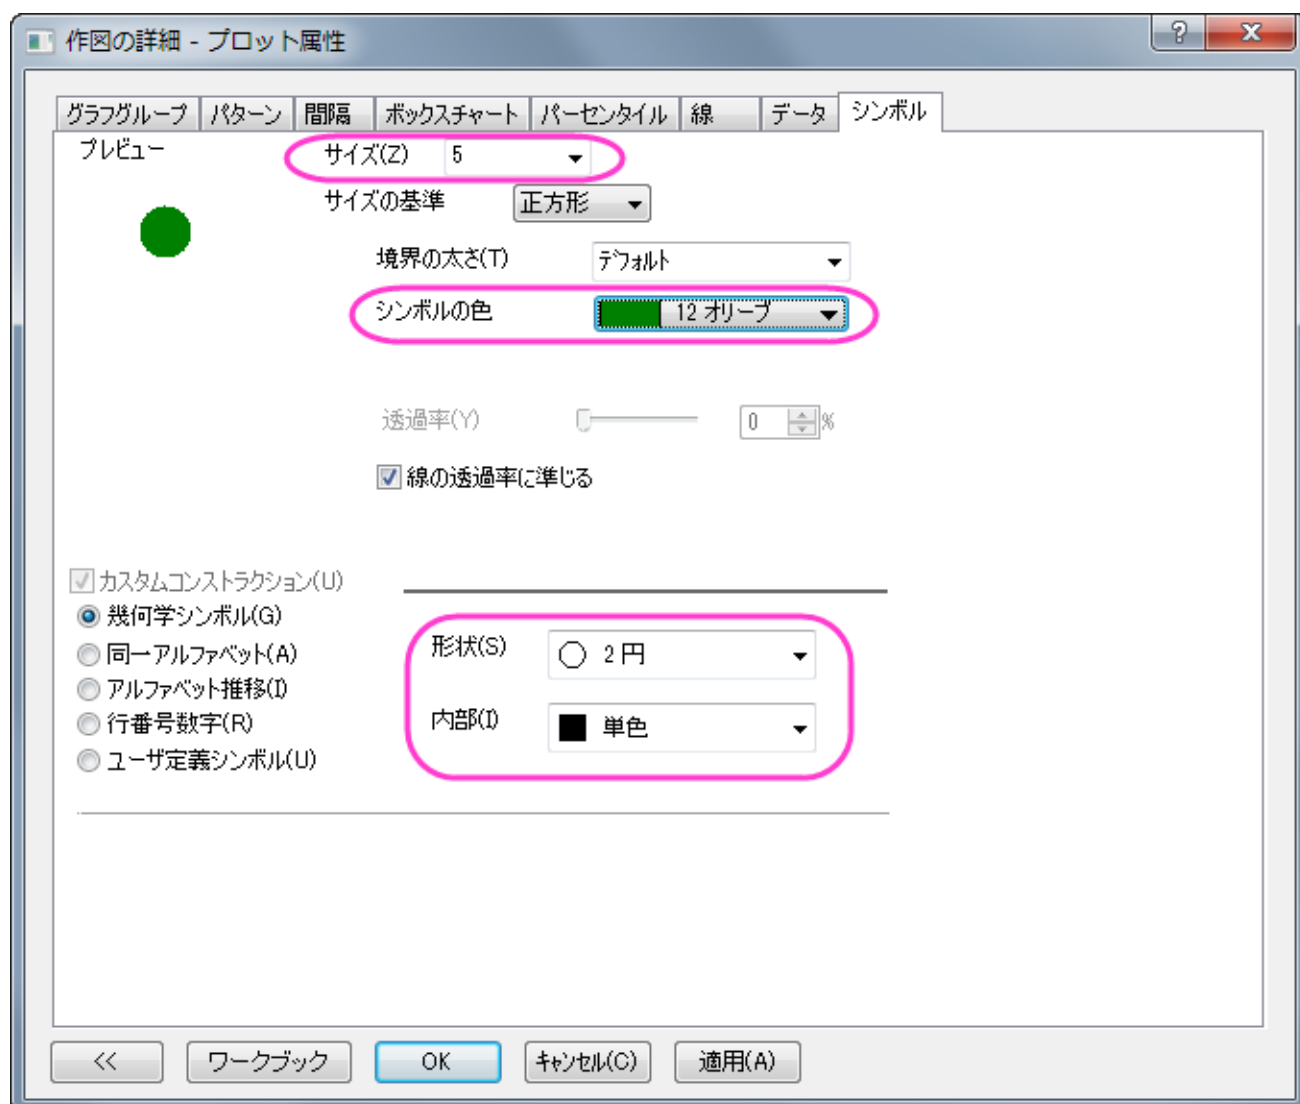 作図の詳細 - プロット属性
グラフグループ パターン 間隔 ボックスチャート パーセンタイル 線 データ シンボル
プレビュー サイズ(Z) 5
サイズの基準 正方形
境界の太さ(T) デフォルト
シンボルの色 12 オリーブ
透過率(Y) 0 %
線の透過率に準じる
カスタムコンストラクション(U)
幾何学シンボル(G)
同一アルファベット(A)
アルファベット推移(I)
行番号数字(R)
ユーザ定義シンボル(U)
形状(S) 2 円
内部(I) 単色
<< ワークブック OK キャンセル(C) 適用(A)